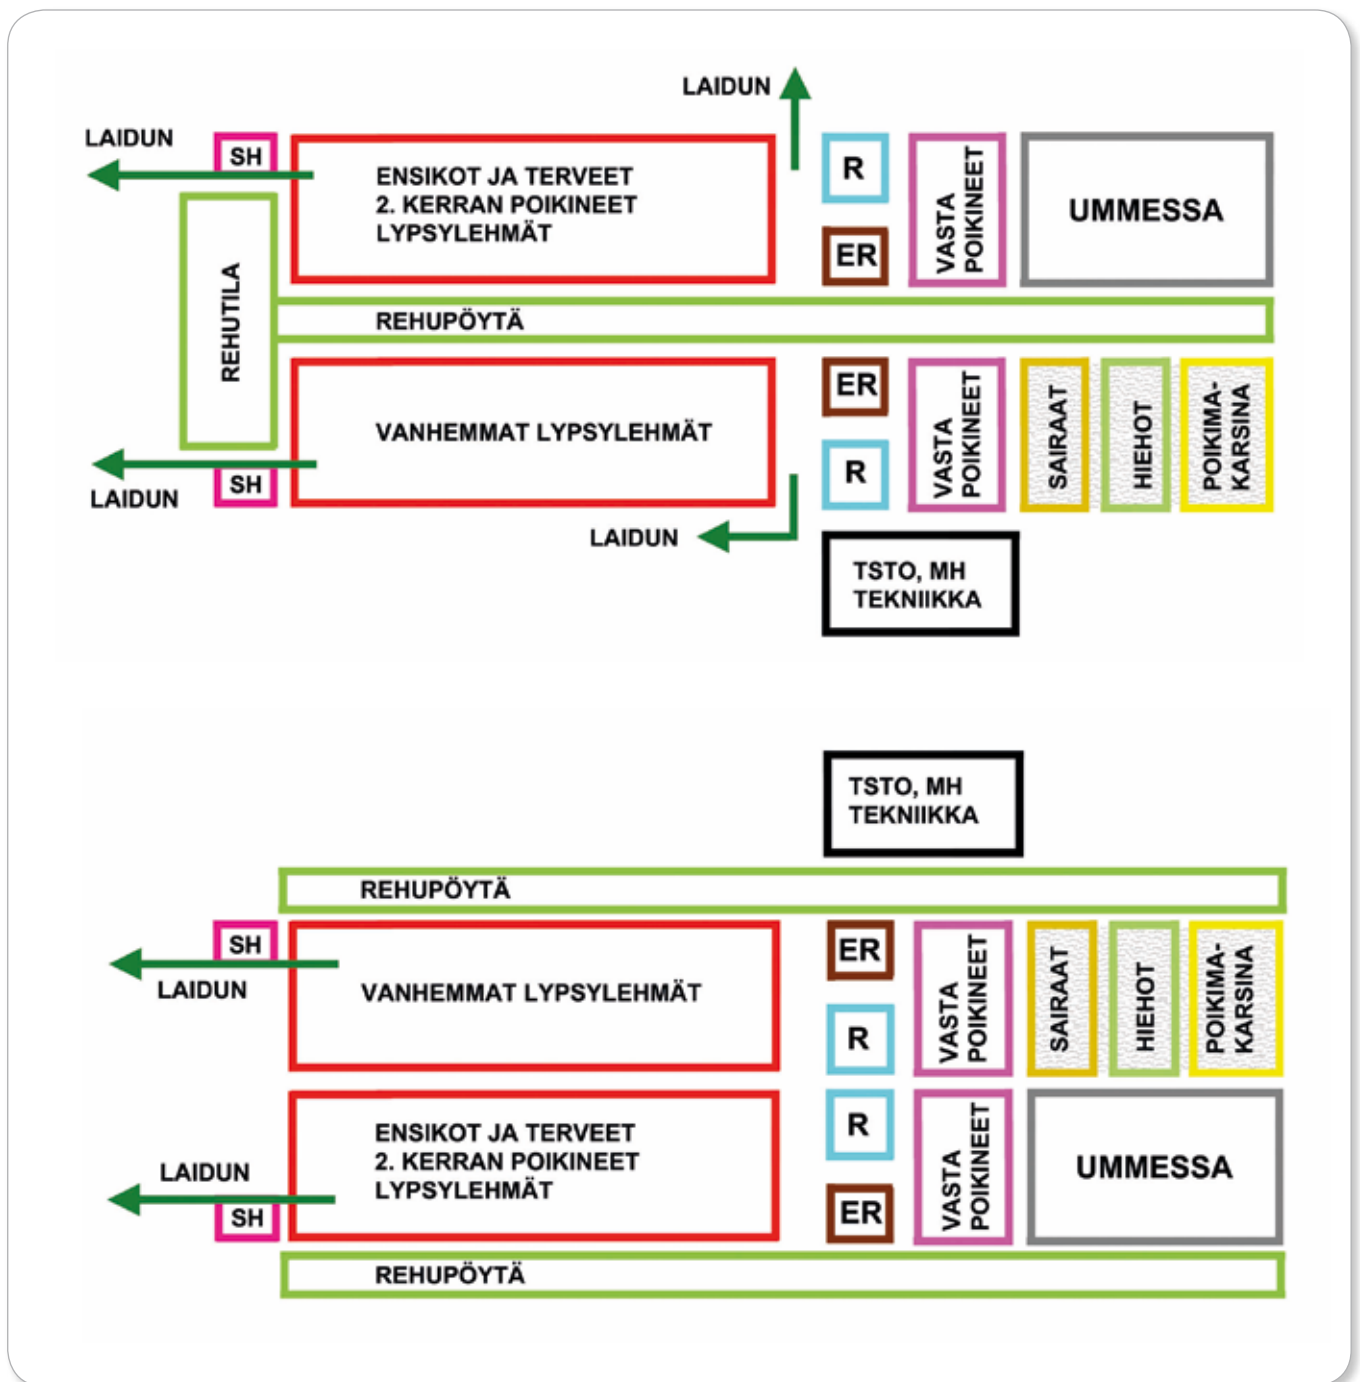 LAIDUN
LAIDUN
SH
ENSIKOT JA TERVEET
2. KERRAN POIKINEET
LYPSYLEHMÄT
R
ER
VASTA
POIKINEET
UMMESSA
REHUTILA
REHUPÖYTÄ
VANHEMMAT LYPSYLEHMÄT
ER
R
VASTA
POIKINEET
SAIRAAT
HIEHOT
POIKIMA-
KARSINA
SH
LAIDUN
LAIDUN
TSTO, MH
TEKNIIKKA
TSTO, MH
TEKNIIKKA
REHUPÖYTÄ
SH
LAIDUN
VANHEMMAT LYPSYLEHMÄT
ER
R
VASTA
POIKINEET
SAIRAAT
HIEHOT
POIKIMA-
KARSINA
LAIDUN
SH
ENSIKOT JA TERVEET
2. KERRAN POIKINEET
LYPSYLEHMÄT
R
ER
VASTA
POIKINEET
UMMESSA
REHUPÖYTÄ